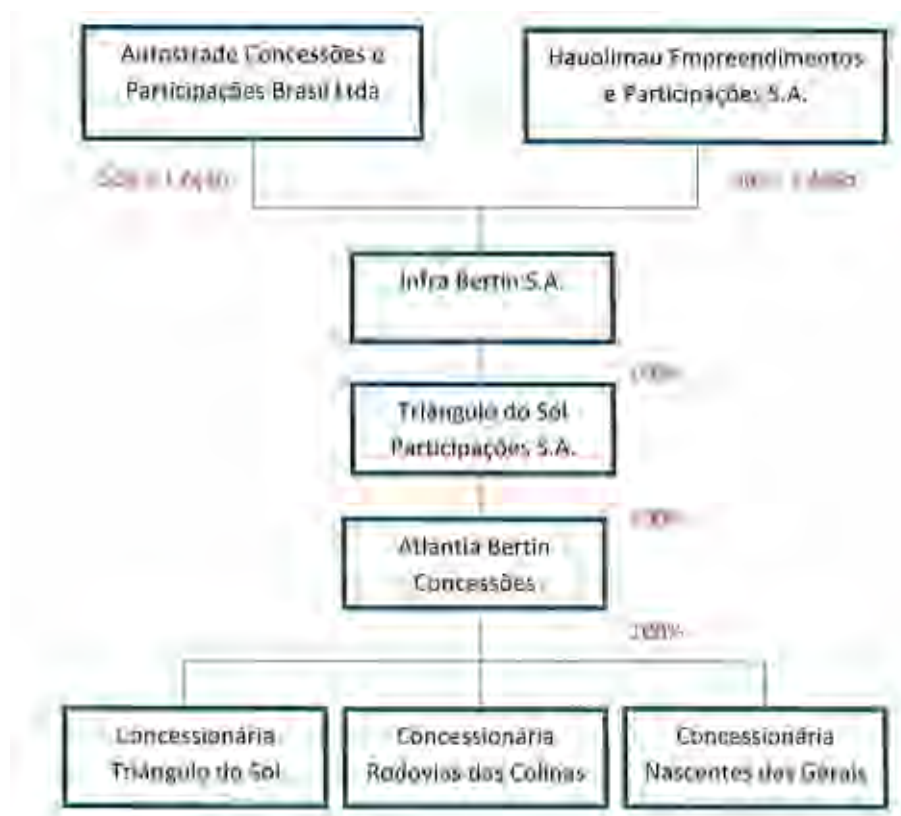 Autostrade Concessões e
Participações Brasil Ltda
Empreendimentos
e Participações S.A.
Infra Bertin S.A.
100%
Triângulo do Sol
Participações S.A.
100%
Atlantia Bertin
Concessões
100%
Concessionária
Triângulo do Sol
Concessionária
Rodovias das Colinas
Concessionária
Nascentes das Gerais